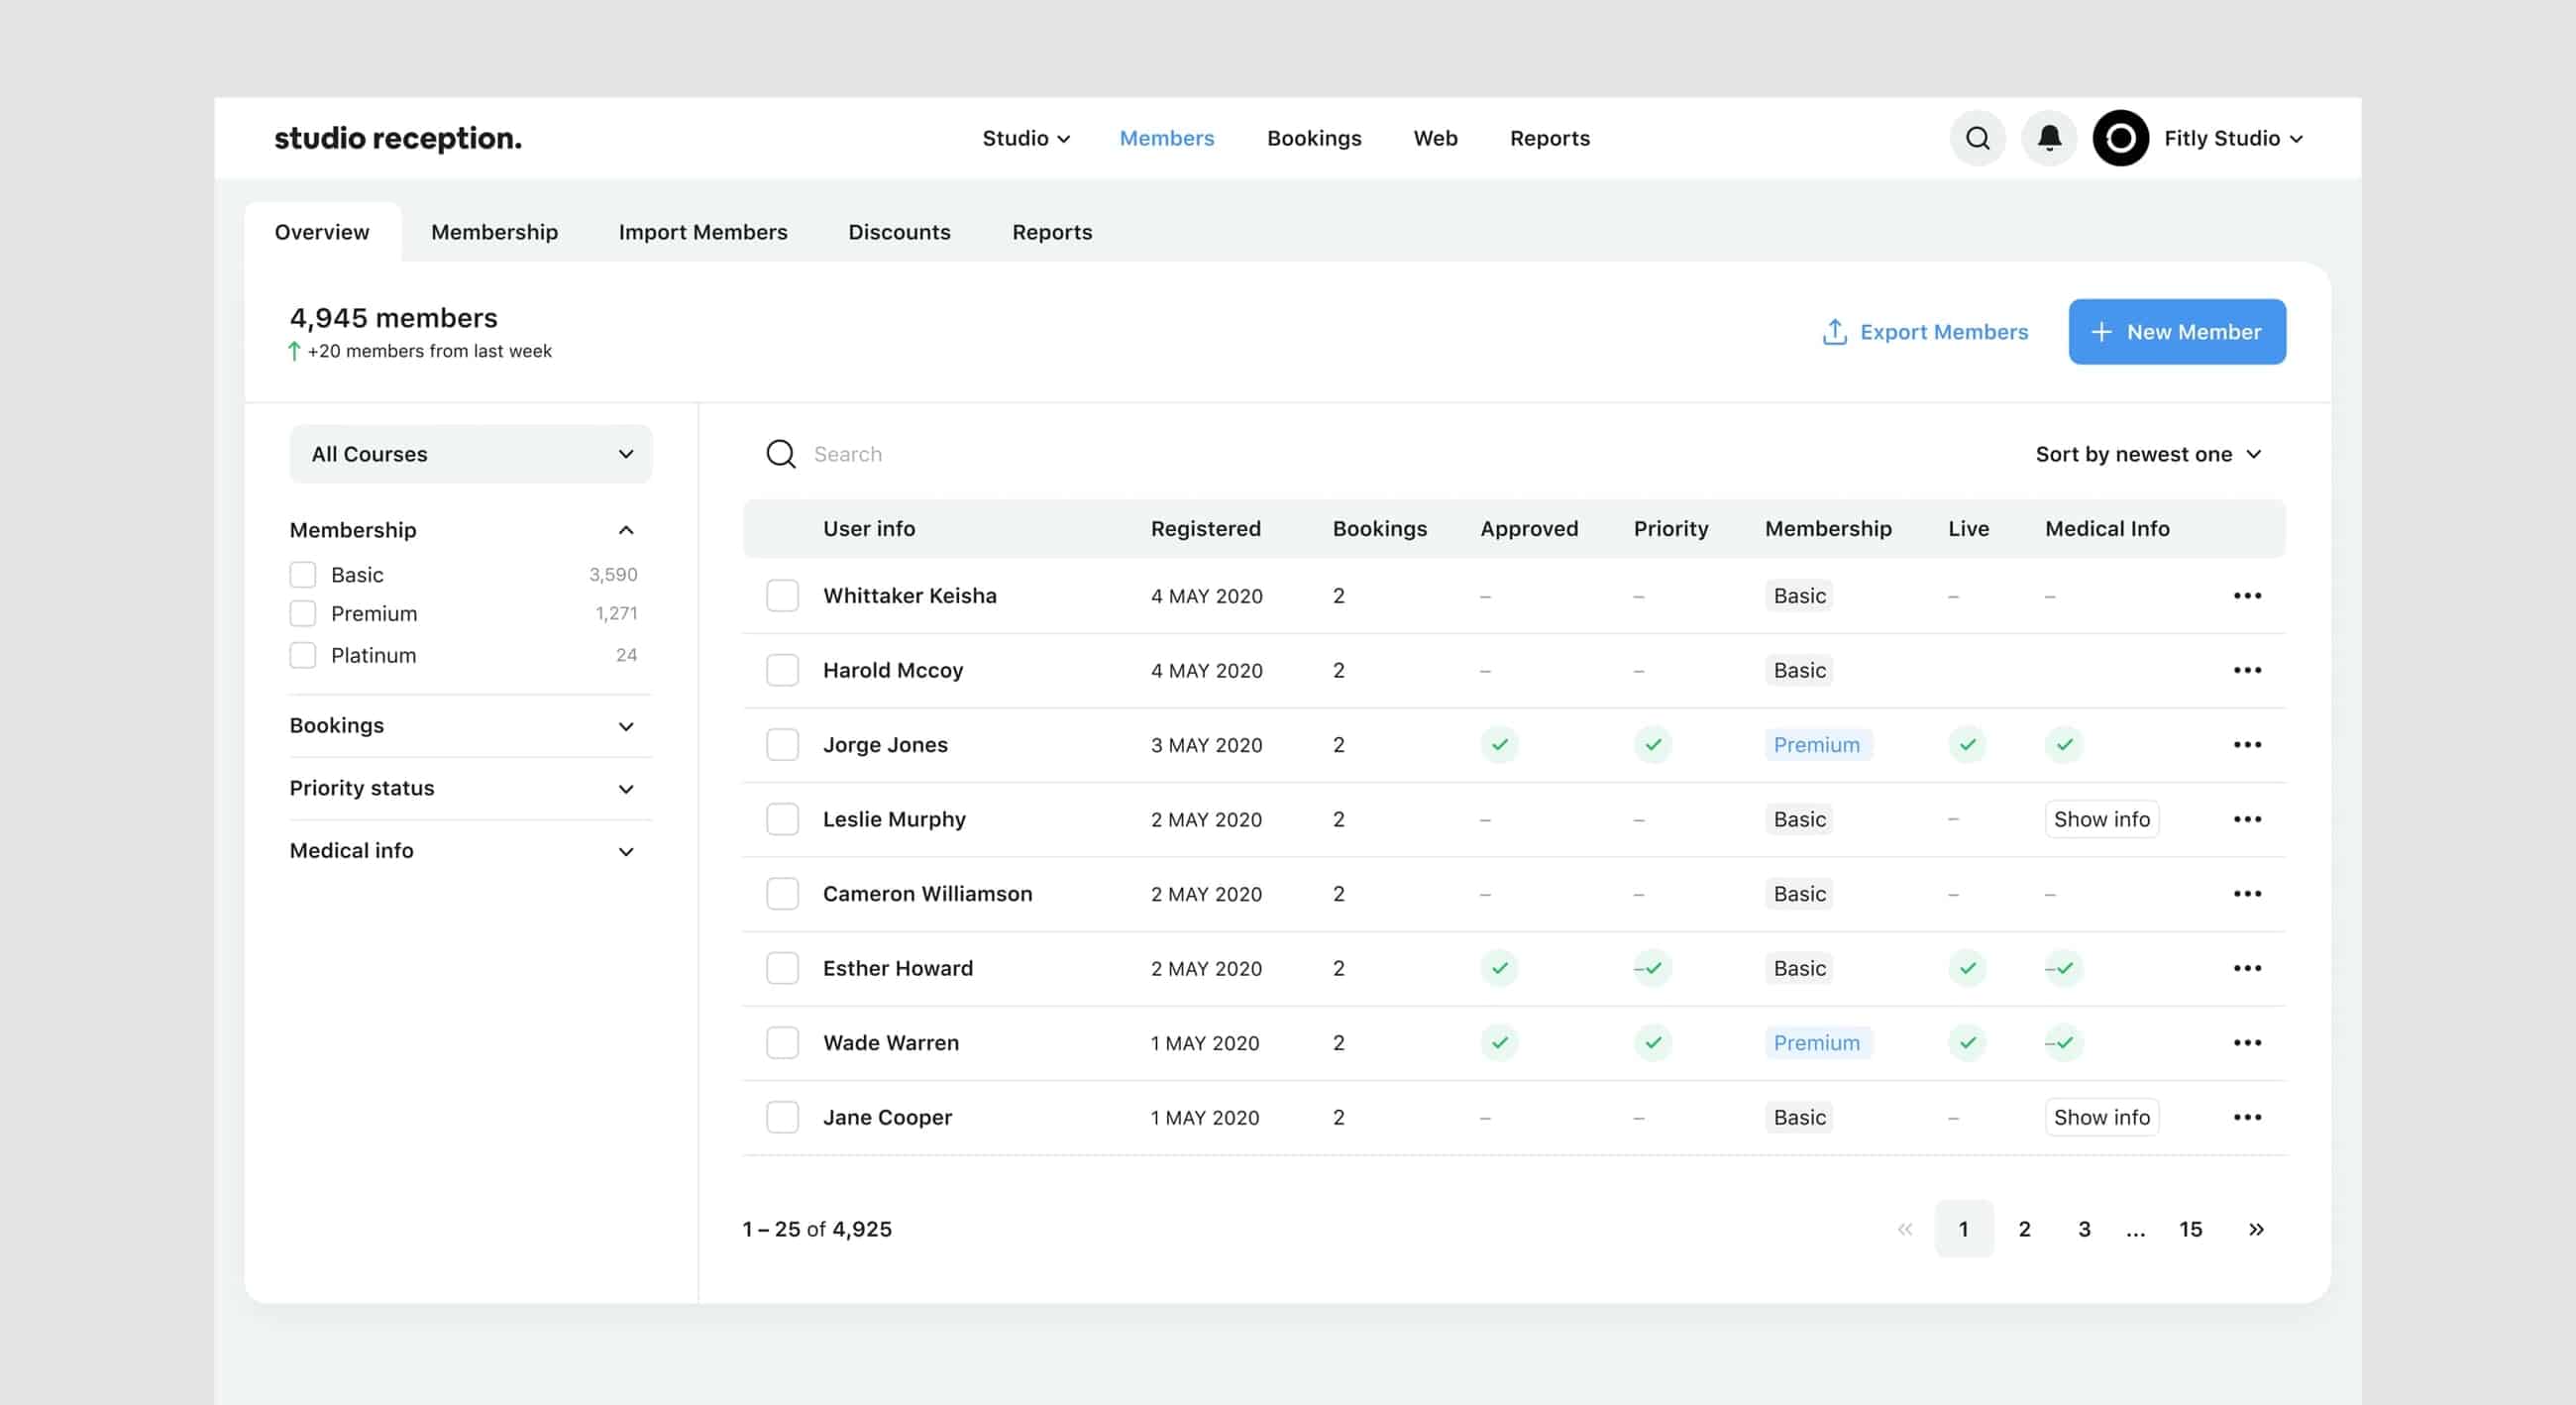 studio reception.
Studio Members Bookings Web Reports Fitly Studio
Overview Membership Import Members Discounts Reports
4,945 members
+20 members from last week
Export Members + New Member
All Courses
Membership
Basic 3,590
Premium 1,271
Platinum 24
Bookings
Priority status
Medical info
Search Sort by newest one
User info Registered Bookings Approved Priority Membership Live Medical Info
Whittaker Keisha 4 MAY 2020 2 – – Basic – – •••
Harold Mccoy 4 MAY 2020 2 – – Basic •••
Jorge Jones 3 MAY 2020 2 ✓ ✓ Premium ✓ ✓ •••
Leslie Murphy 2 MAY 2020 2 – – Basic – Show info •••
Cameron Williamson 2 MAY 2020 2 – – Basic – – •••
Esther Howard 2 MAY 2020 2 ✓ –✓ Basic ✓ –✓ •••
Wade Warren 1 MAY 2020 2 ✓ ✓ Premium ✓ –✓ •••
Jane Cooper 1 MAY 2020 2 – – Basic – Show info •••
1 – 25 of 4,925 « 1 2 3 ... 15 »